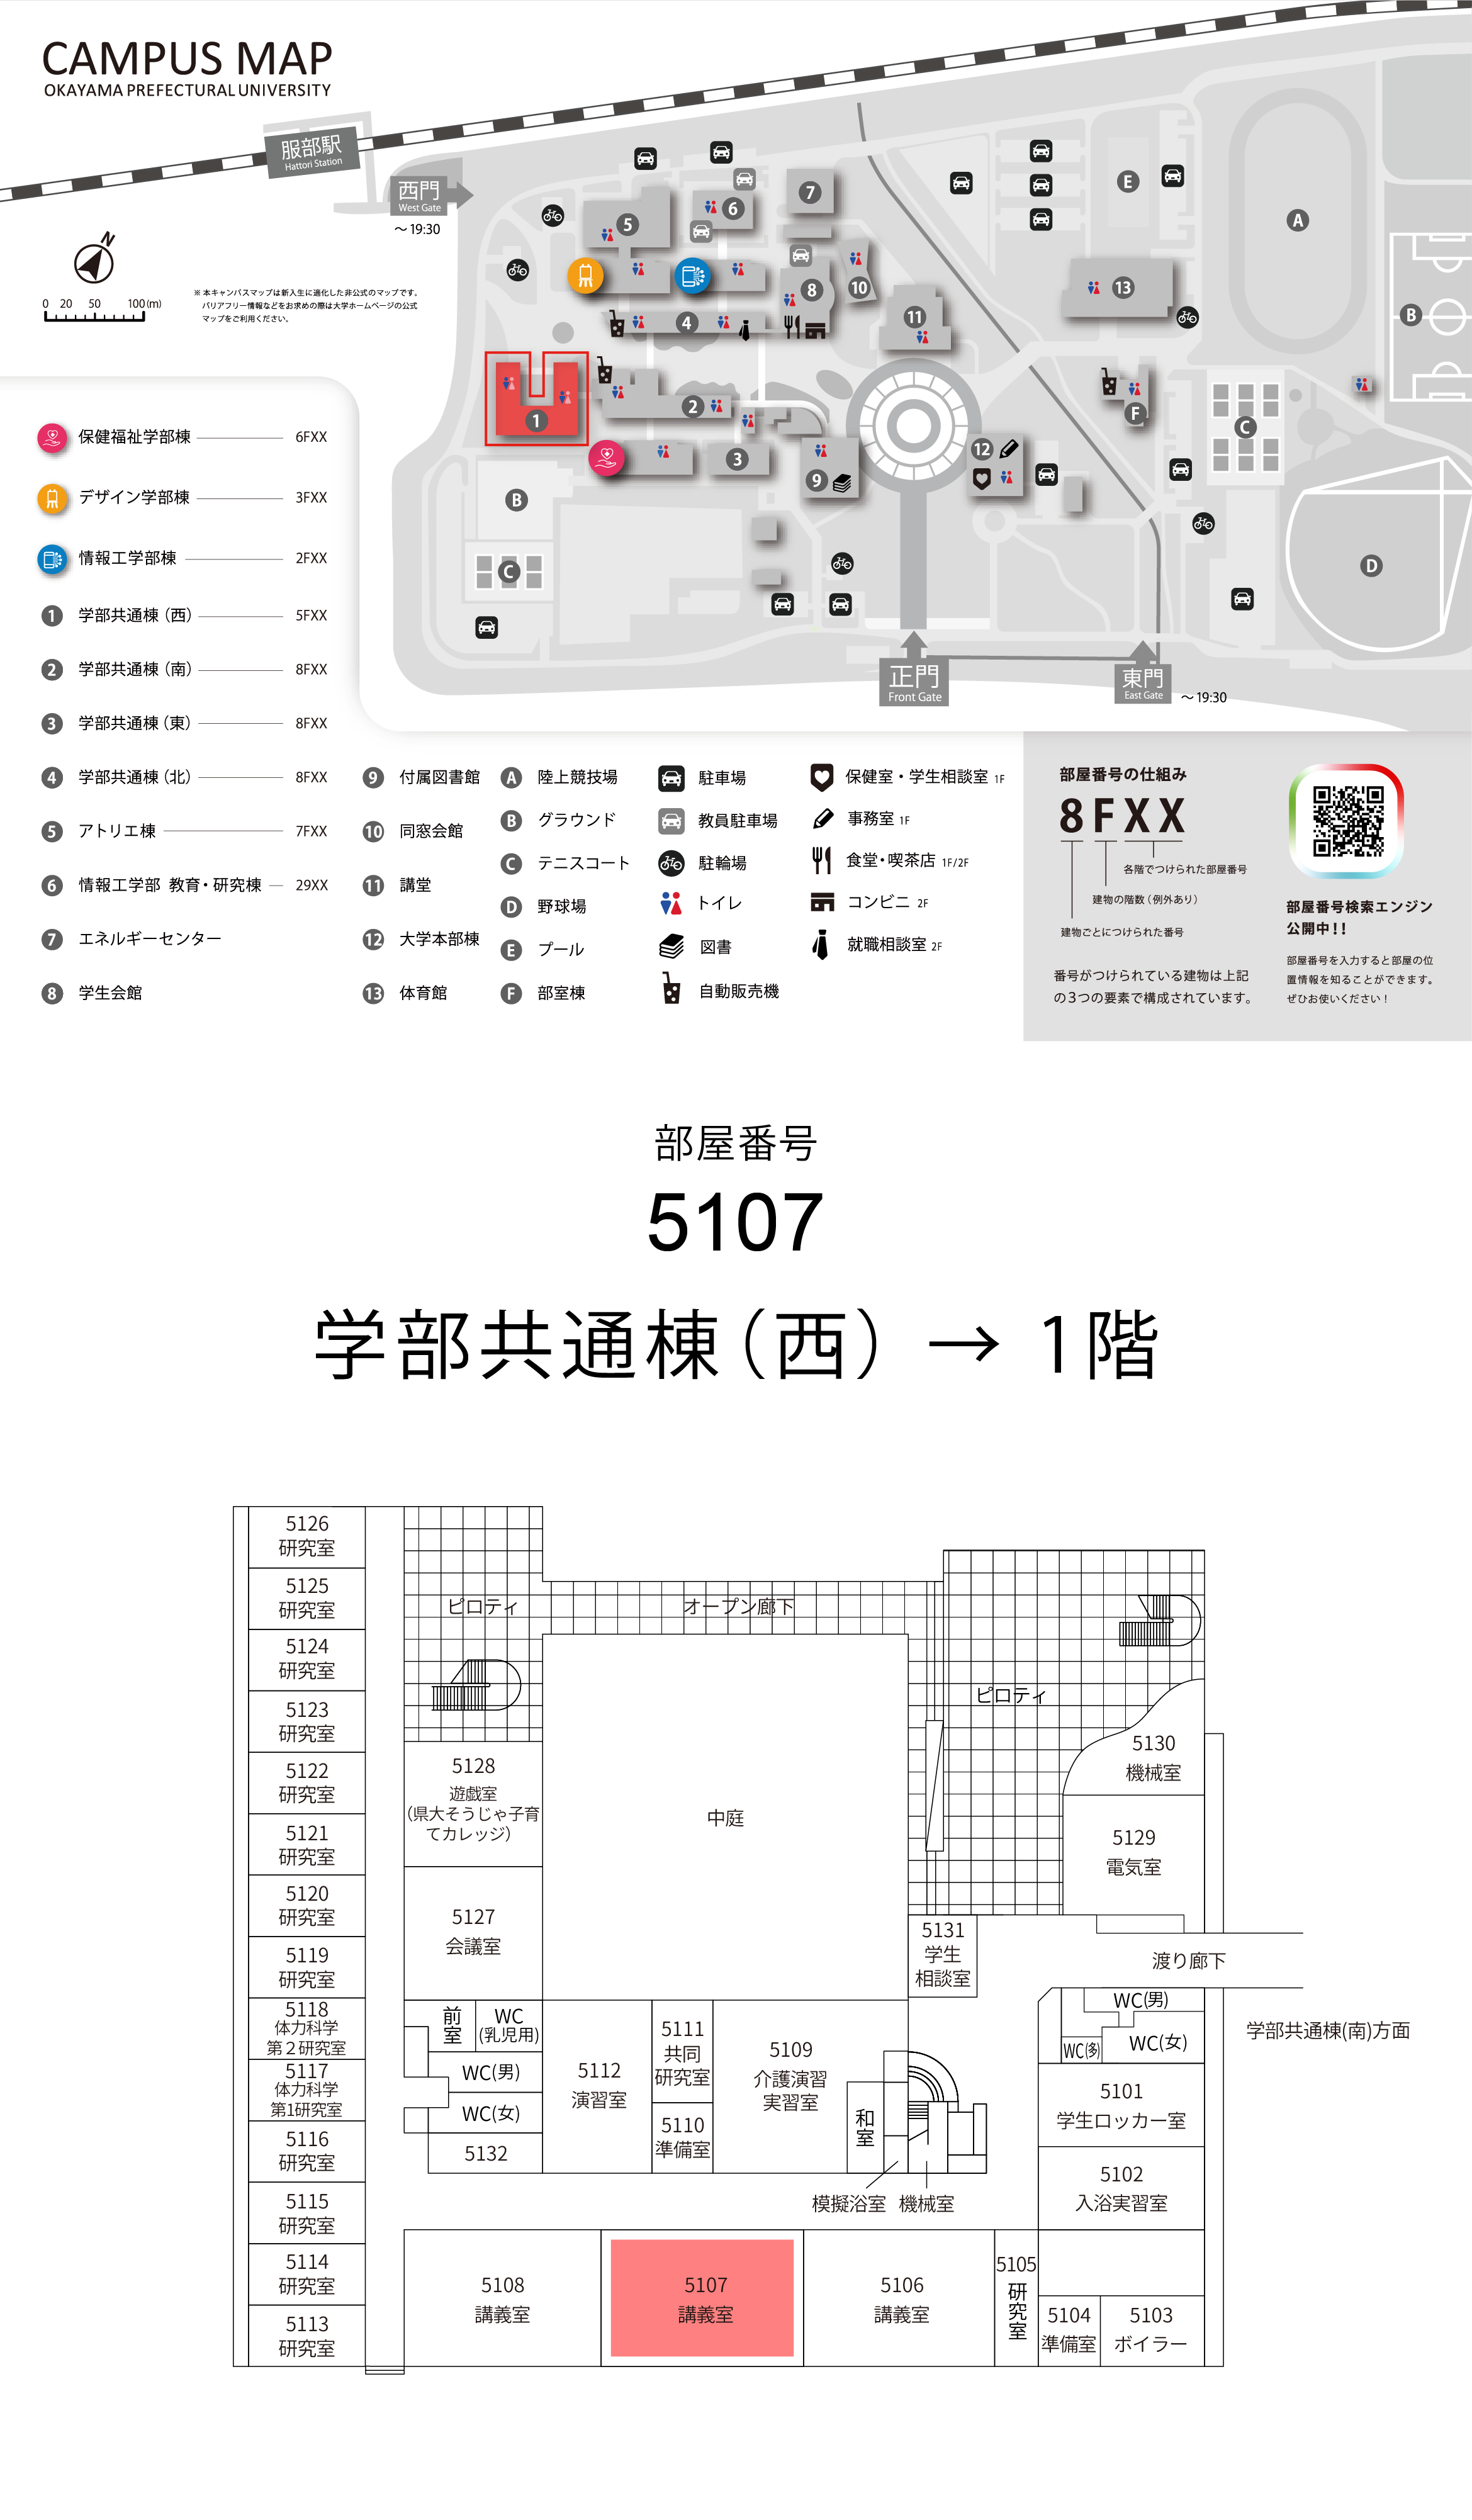 CAMPUS MAP
OKAYAMA PREFECTURAL UNIVERSITY
服部駅
Hattori Station
西門
West Gate
～19:30
N
0 20 50 100(m)
※ 本キャンパスマップは新入生に適化した非公式のマップです。
バリアフリー情報などをお求めの際は大学ホームページの公式
マップをご利用ください。
5
6
7
8
10
4
11
13
1
2
3
9
12
A
B
C
D
E
F
B
C
正門
Front Gate
東門
East Gate
～19:30
保健福祉学部棟 6FXX
デザイン学部棟 3FXX
情報工学部棟 2FXX
1 学部共通棟（西） 5FXX
2 学部共通棟（南） 8FXX
3 学部共通棟（東） 8FXX
4 学部共通棟（北） 8FXX
5 アトリエ棟 7FXX
6 情報工学部 教育・研究棟 29XX
7 エネルギーセンター
8 学生会館
9 付属図書館
10 同窓会館
11 講堂
12 大学本部棟
13 体育館
A 陸上競技場
B グラウンド
C テニスコート
D 野球場
E プール
F 部室棟
駐車場
教員駐車場
駐輪場
トイレ
図書
自動販売機
保健室・学生相談室 1F
事務室 1F
食堂・喫茶店 1F/2F
コンビニ 2F
就職相談室 2F
部屋番号の仕組み
8FXX
各階でつけられた部屋番号
建物の階数（例外あり）
建物ごとにつけられた番号
番号がつけられている建物は上記
の３つの要素で構成されています。
部屋番号検索エンジン
公開中！！
部屋番号を入力すると部屋の位
置情報を知ることができます。
ぜひお使いください！
部屋番号
5107
学部共通棟（西）→ 1階
5126
研究室
5125
研究室
5124
研究室
5123
研究室
5122
研究室
5121
研究室
5120
研究室
5119
研究室
5118
体力科学
第２研究室
5117
体力科学
第1研究室
5116
研究室
5115
研究室
5114
研究室
5113
研究室
ピロティ
オープン廊下
ピロティ
5128
遊戯室
（県大そうじゃ子育
てカレッジ）
5127
会議室
中庭
5130
機械室
5129
電気室
5131
学生
相談室
渡り廊下
学部共通棟(南)方面
前室
WC
(乳児用)
WC(男)
WC(女)
5132
5112
演習室
5111
共同
研究室
5110
準備室
5109
介護演習
実習室
和室
模擬浴室
機械室
WC(男)
WC(多)
WC(女)
5101
学生ロッカー室
5102
入浴実習室
5108
講義室
5107
講義室
5106
講義室
5105
研究室
5104
準備室
5103
ボイラー